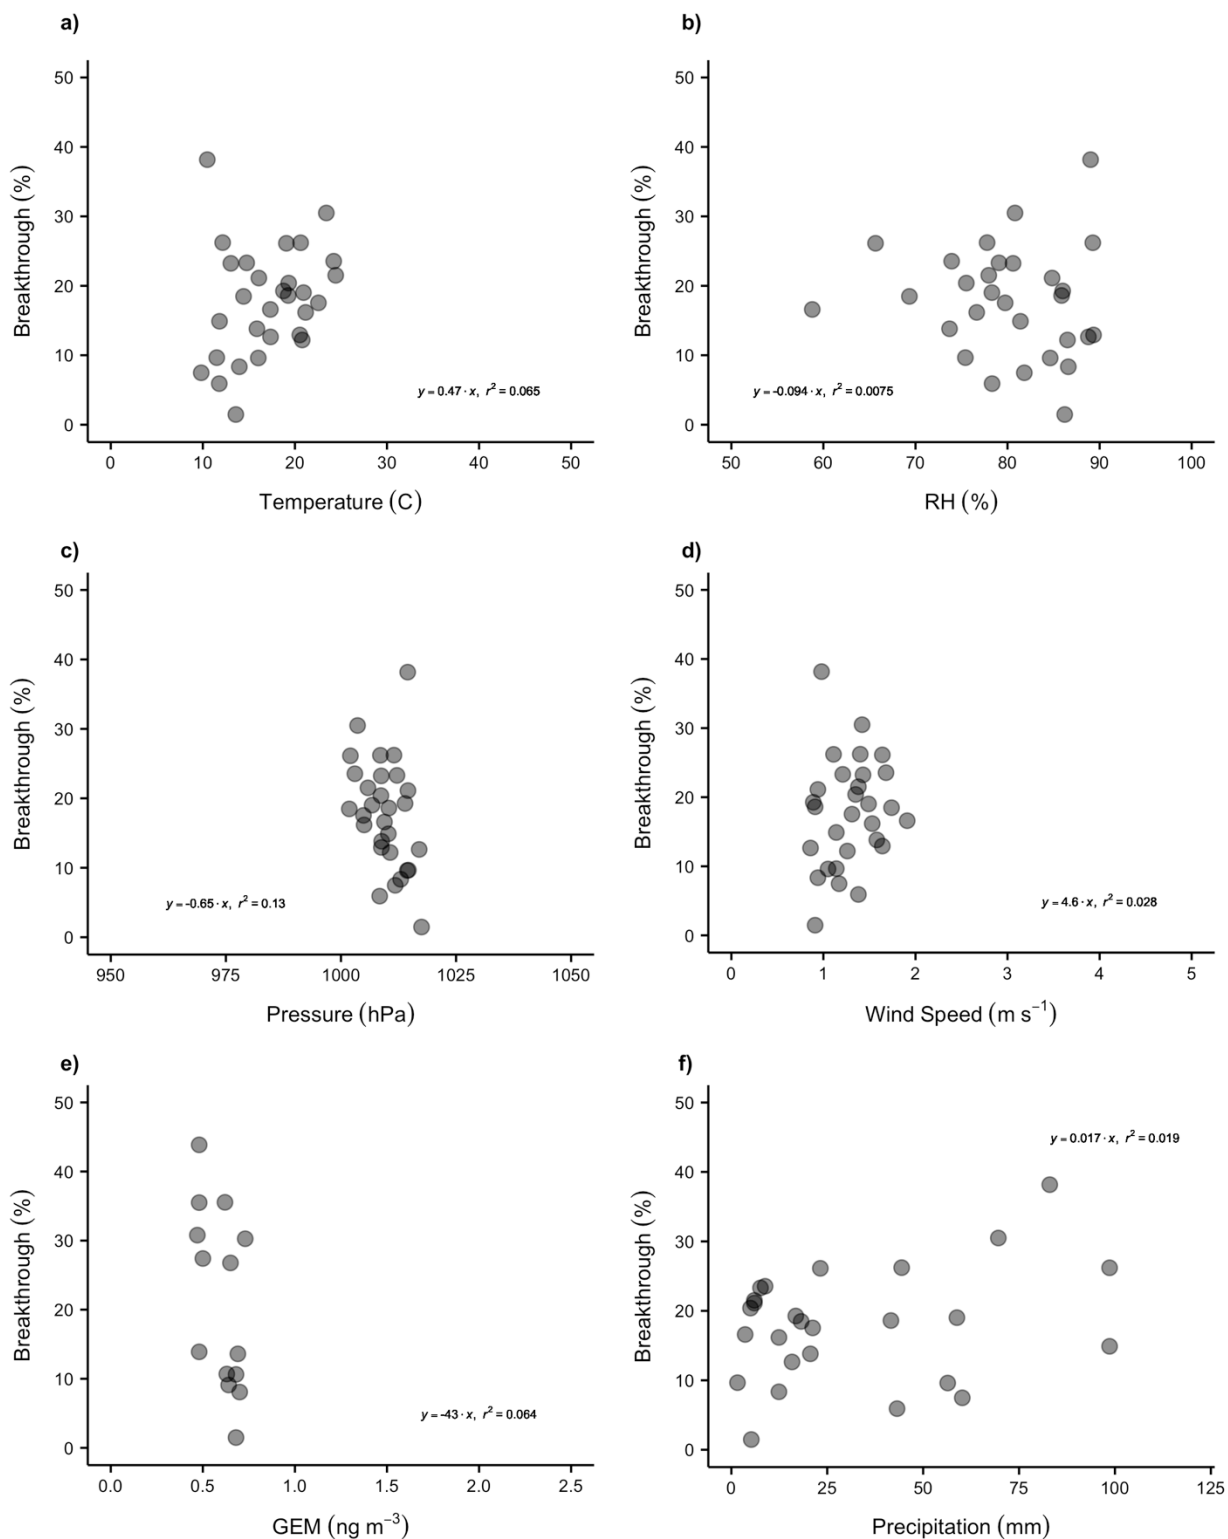 a)
50
40
30
20
10
0
Breakthrough (%)
y = 0.47 · x, r² = 0.065
0 10 20 30 40 50
Temperature (C)
b)
50
40
30
20
10
0
Breakthrough (%)
y = -0.094 · x, r² = 0.0075
50 60 70 80 90 100
RH (%)
c)
50
40
30
20
10
0
Breakthrough (%)
y = -0.65 · x, r² = 0.13
950 975 1000 1025 1050
Pressure (hPa)
d)
50
40
30
20
10
0
Breakthrough (%)
y = 4.6 · x, r² = 0.028
0 1 2 3 4 5
Wind Speed (m s⁻¹)
e)
50
40
30
20
10
0
Breakthrough (%)
y = -43 · x, r² = 0.064
0.0 0.5 1.0 1.5 2.0 2.5
GEM (ng m⁻³)
f)
50
40
30
20
10
0
Breakthrough (%)
y = 0.017 · x, r² = 0.019
0 25 50 75 100 125
Precipitation (mm)